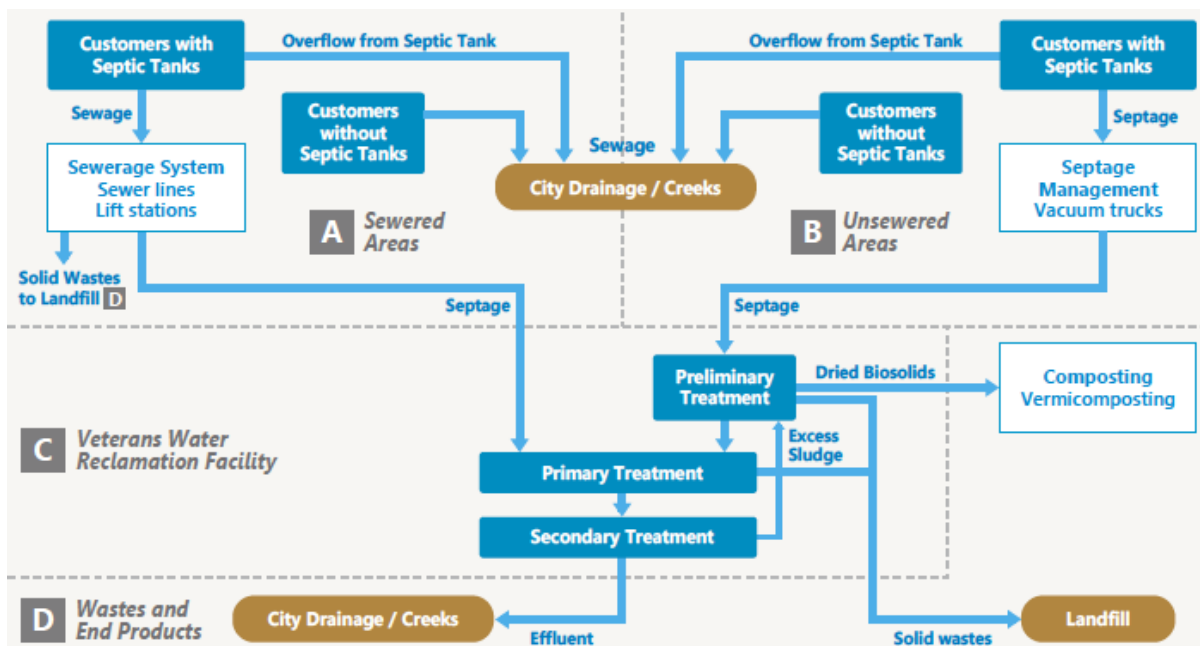 Customers with
Septic Tanks
Overflow from Septic Tank
Overflow from Septic Tank
Customers with
Septic Tanks
Sewage
Customers
without
Septic Tanks
Sewage
Customers
without
Septic Tanks
Septage
Sewerage System
Sewer lines
Lift stations
City Drainage / Creeks
Septage
Management
Vacuum trucks
A Sewered
Areas
B Unsewered
Areas
Solid Wastes
to Landfill D
Septage
Septage
Preliminary
Treatment
Dried Biosolids
Composting
Vermicomposting
C Veterans Water
Reclamation Facility
Excess
Sludge
Primary Treatment
Secondary Treatment
D Wastes and
End Products
City Drainage / Creeks
Effluent
Solid wastes
Landfill